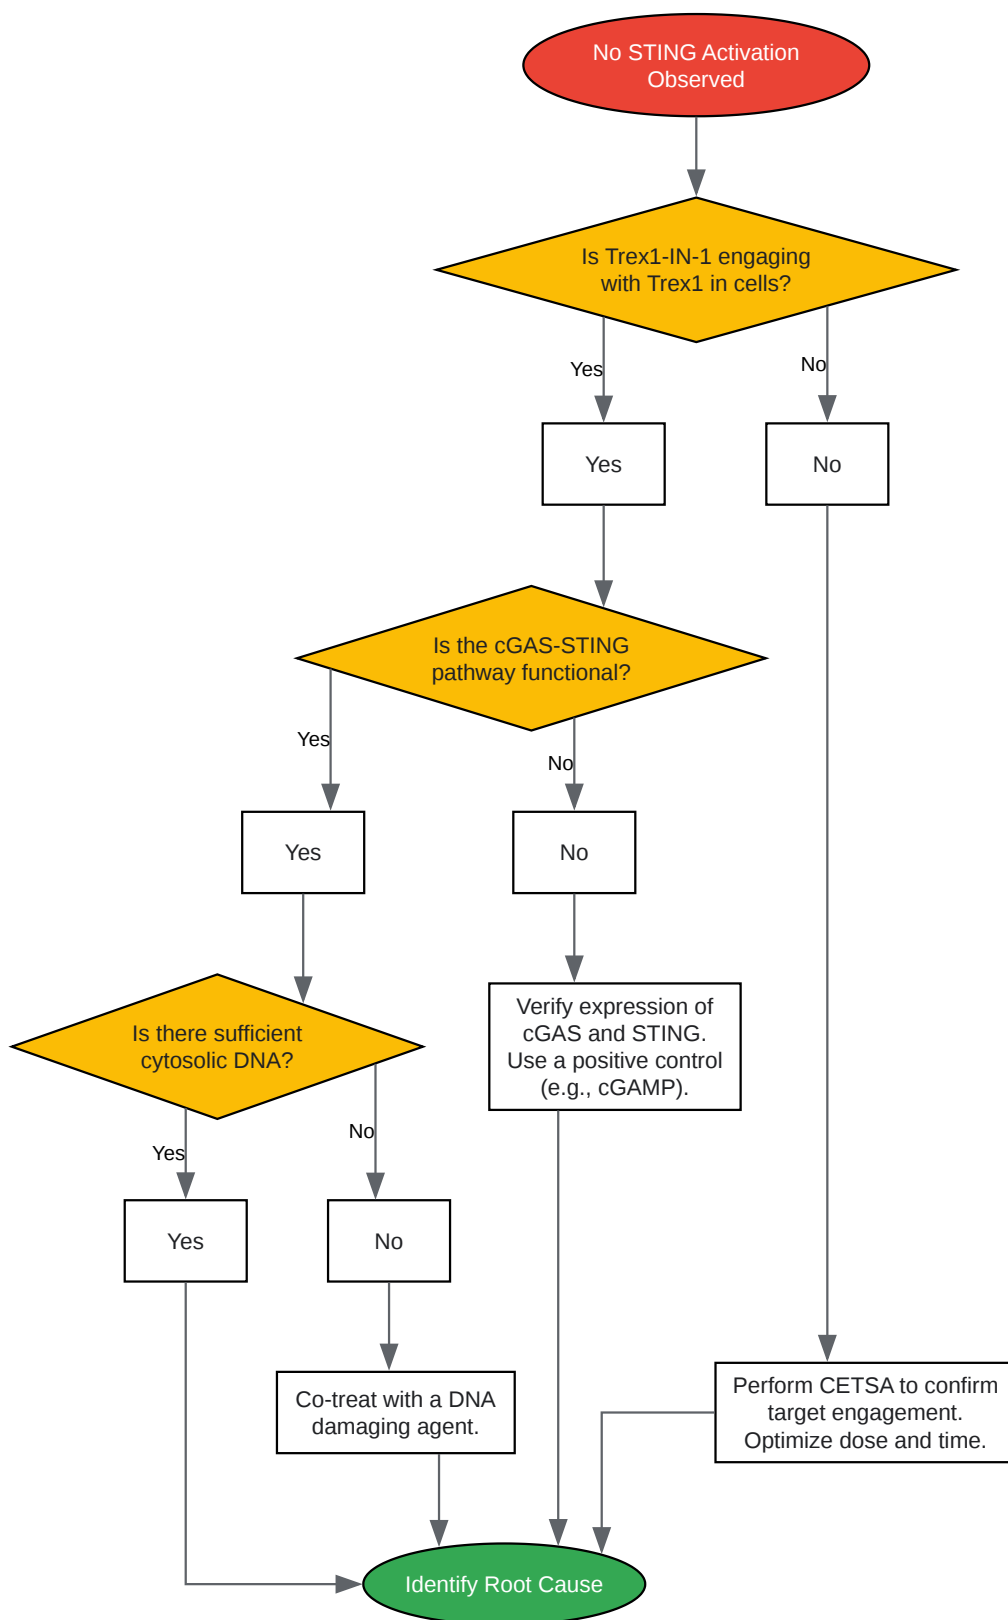 No STING Activation
Observed
Is Trex1-IN-1 engaging
with Trex1 in cells?
Yes
No
Yes
No
Is the cGAS-STING
pathway functional?
Yes
No
Yes
No
Is there sufficient
cytosolic DNA?
Verify expression of
cGAS and STING.
Use a positive control
(e.g., cGAMP).
Yes
No
Yes
No
Co-treat with a DNA
damaging agent.
Perform CETSA to confirm
target engagement.
Optimize dose and time.
Identify Root Cause